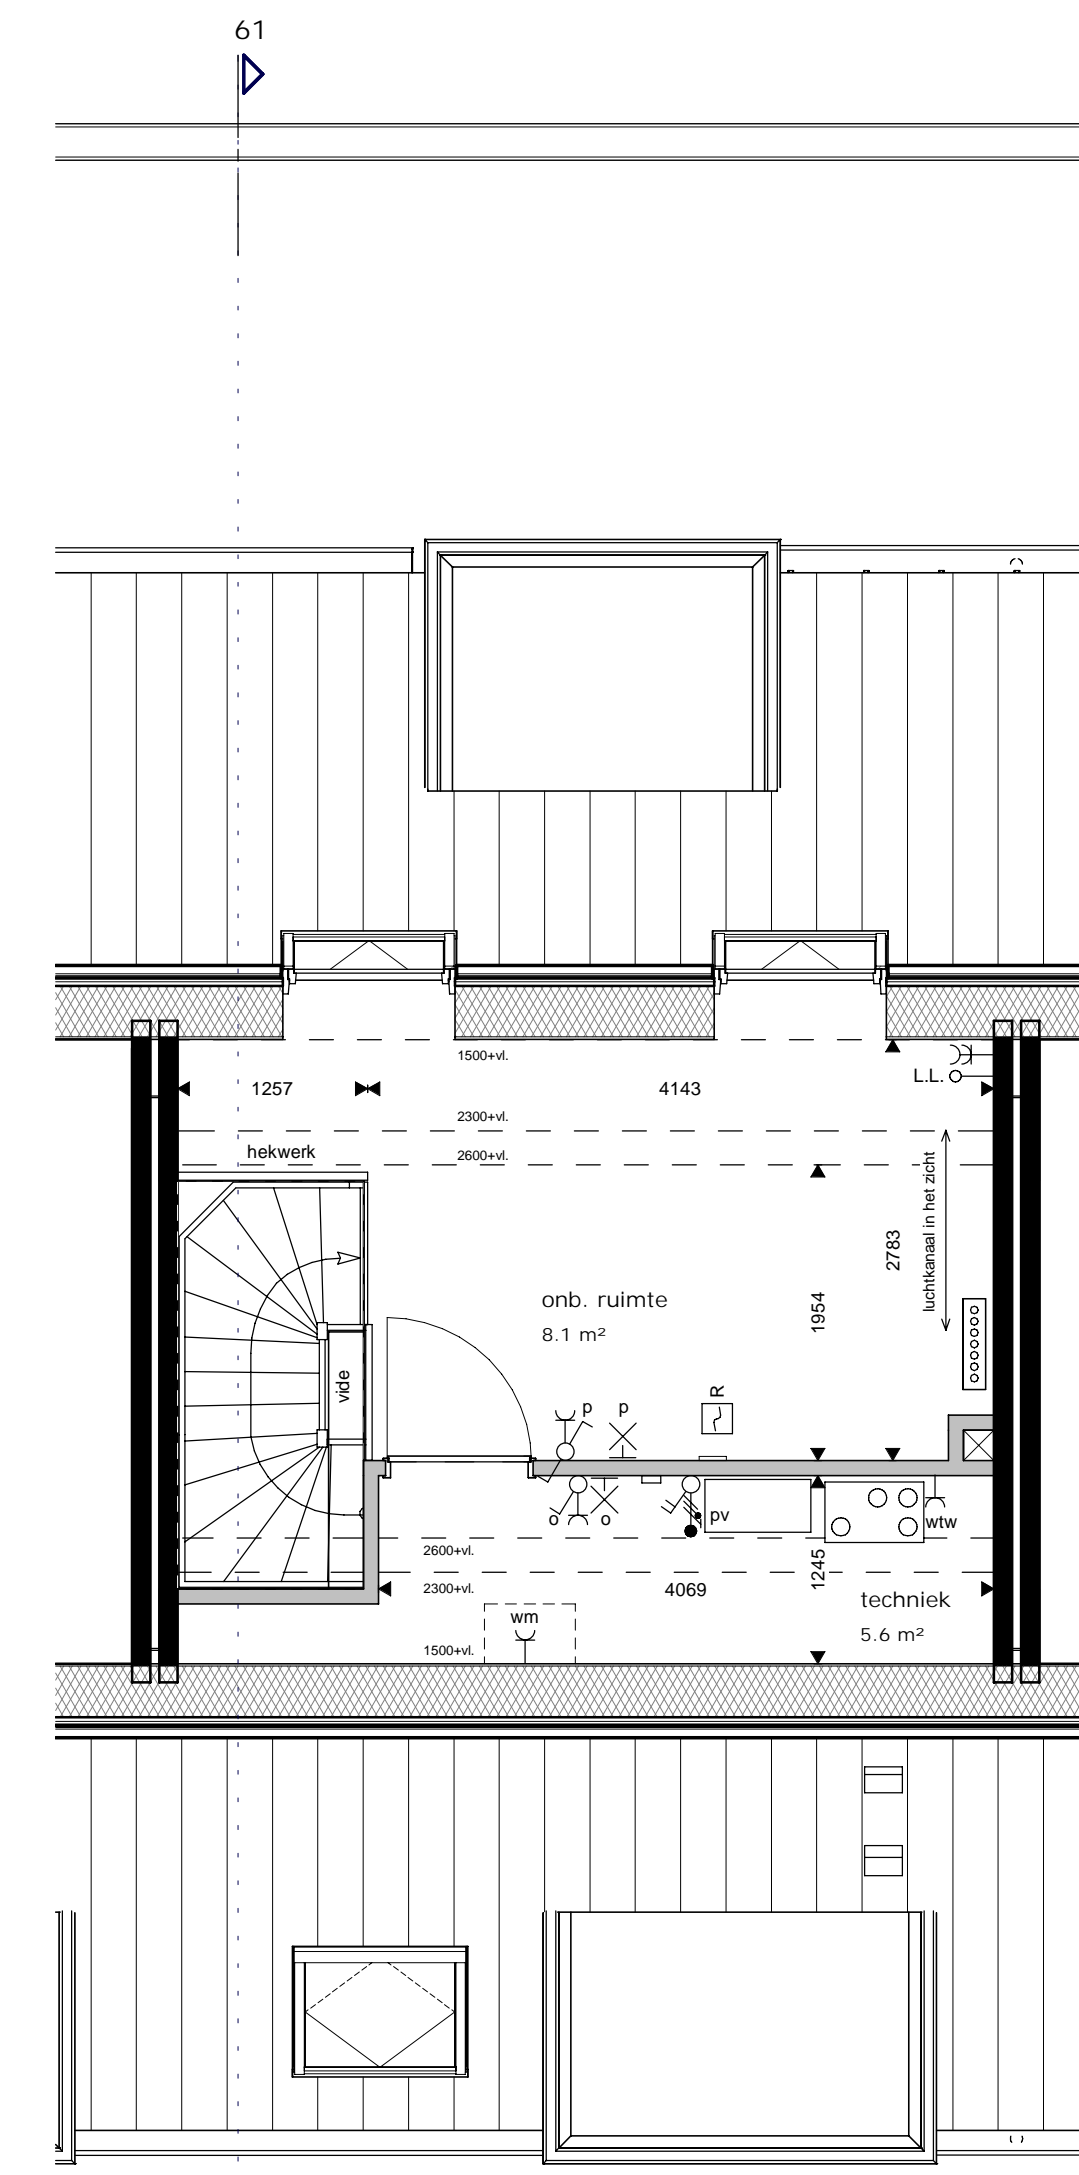 61
1500+vl.
L.L.
1257
4143
2300+vl.
hekwerk
2600+vl.
luchtkanaal in het zicht
2783
onb. ruimte
1954
8.1 m²
vide
R
p
p
o
o
pv
wtw
2600+vl.
1245
2300+vl.
4069
techniek
wm
5.6 m²
1500+vl.